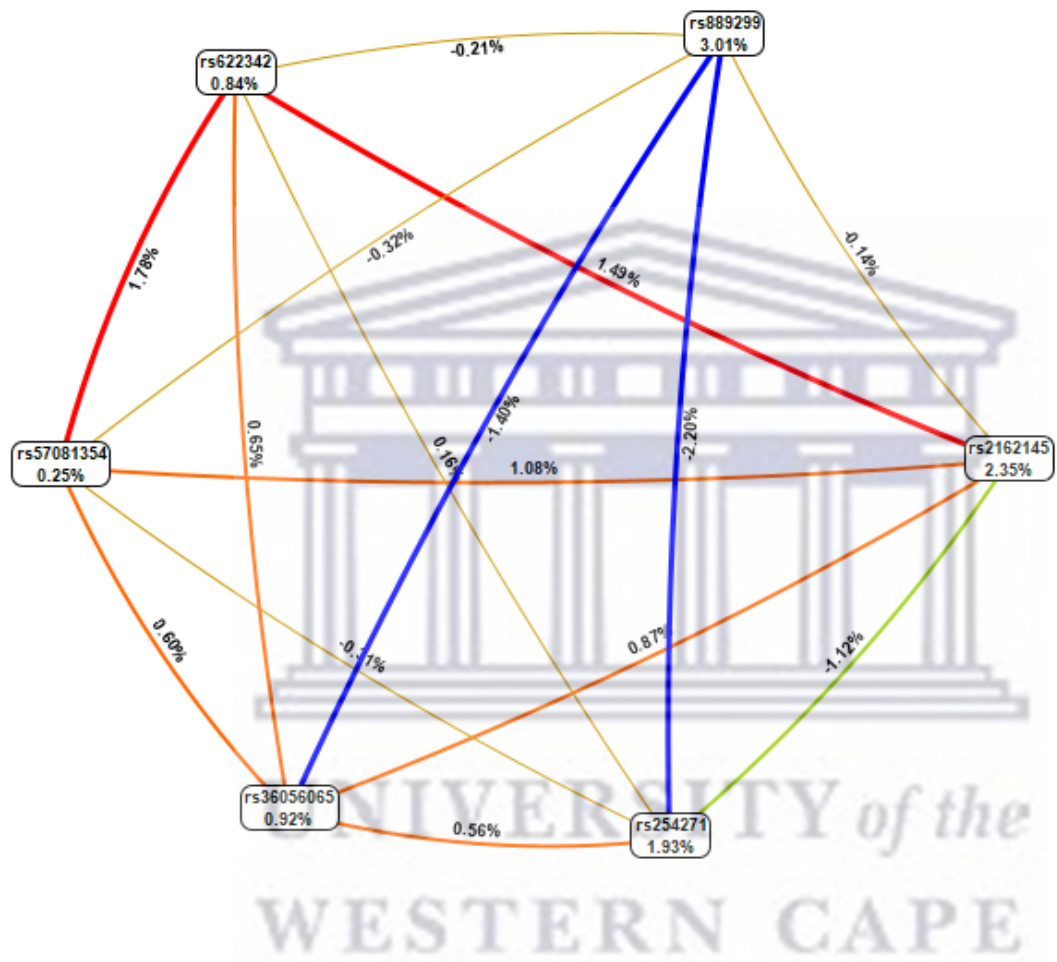 rs889299
3.01%
-0.21%
rs622342
0.84%
-0.32%
-0.14%
1.78%
1.49%
-1.40%
-2.20%
0.65%
0.16%
rs57081354
0.25%
1.08%
rs2162145
2.35%
0.60%
0.87%
-1.12%
rs36056065
0.92%
0.56%
rs254271
1.93%
UNIVERSITY of the
WESTERN CAPE